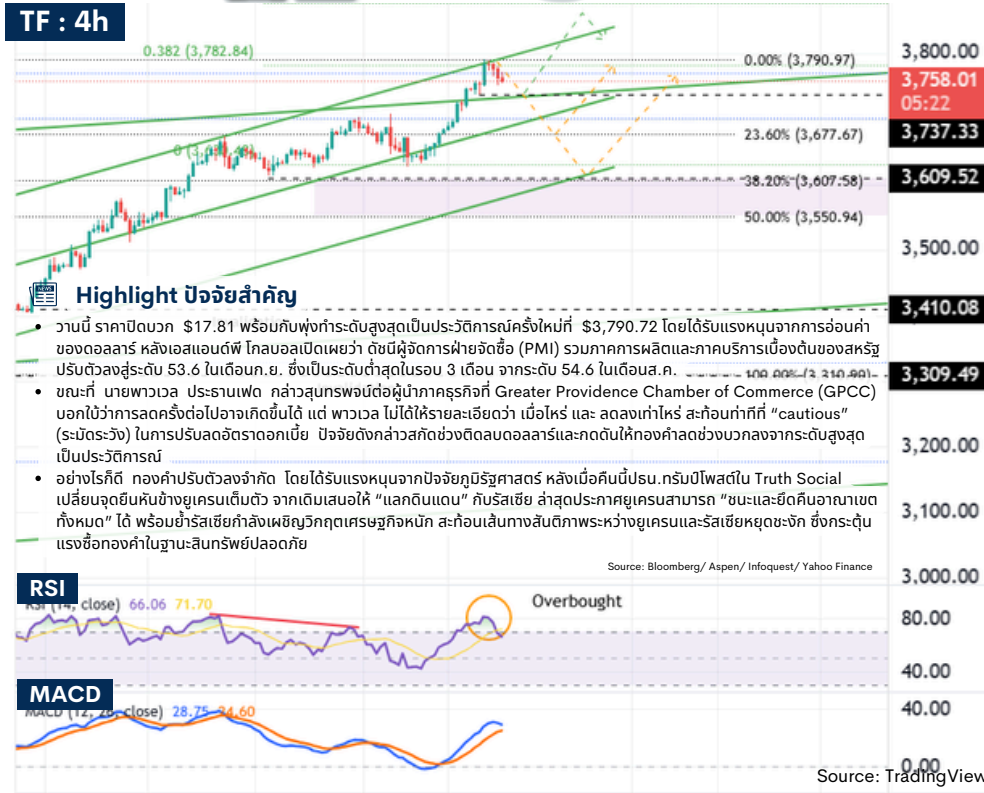 TF : 4h
0.382 (3,782.84)
3,800.00
0.00% (3,790.97)
3,758.01
05:22
3,737.33
23.60% (3,677.67)
3,609.52
38.20% (3,607.58)
50.00% (3,550.94)
3,500.00
Highlight ปัจจัยสำคัญ
3,410.08
• วานนี้ ราคาปิดบวก $17.81 พร้อมกับพุ่งทำระดับสูงสุดเป็นประวัติการณ์ครั้งใหม่ที่ $3,790.72 โดยได้รับแรงหนุนจากการอ่อนค่า
ของดอลลาร์ หลังเอสแอนด์พี โกลบอลเปิดเผยว่า ดัชนีผู้จัดการฝ่ายจัดซื้อ (PMI) รวมภาคการผลิตและภาคบริการเบื้องต้นของสหรัฐ
ปรับตัวลงสู่ระดับ 53.6 ในเดือนก.ย. ซึ่งเป็นระดับต่ำสุดในรอบ 3 เดือน จากระดับ 54.6 ในเดือนส.ค.
100.00% (3,310.99)
3,309.49
• ขณะที่ นายพาวเวล ประธานเฟด กล่าวสุนทรพจน์ต่อผู้นำภาคธุรกิจที่ Greater Providence Chamber of Commerce (GPCC)
บอกใบ้ว่าการลดครั้งต่อไปอาจเกิดขึ้นได้ แต่ พาวเวล ไม่ได้ให้รายละเอียดว่า เมื่อไหร่ และ ลดลงเท่าไหร่ สะท้อนท่าทีที่ “cautious”
(ระมัดระวัง) ในการปรับลดอัตราดอกเบี้ย ปัจจัยดังกล่าวสกัดช่วงติดลบดอลลาร์และกดดันให้ทองคำลดช่วงบวกลงจากระดับสูงสุด
เป็นประวัติการณ์
3,200.00
• อย่างไรก็ดี ทองคำปรับตัวลงจำกัด โดยได้รับแรงหนุนจากปัจจัยภูมิรัฐศาสตร์ หลังเมื่อคืนนี้ปธน.ทรัมป์โพสต์ใน Truth Social
เปลี่ยนจุดยืนหันข้างยูเครนเต็มตัว จากเดิมเสนอให้ “แลกดินแดน” กับรัสเซีย ล่าสุดประกาศยูเครนสามารถ “ชนะและยึดคืนอาณาเขต
ทั้งหมด” ได้ พร้อมย้ำรัสเซียกำลังเผชิญวิกฤตเศรษฐกิจหนัก สะท้อนเส้นทางสันติภาพระหว่างยูเครนและรัสเซียหยุดชะงัก ซึ่งกระตุ้น
แรงซื้อทองคำในฐานะสินทรัพย์ปลอดภัย
3,100.00
Source: Bloomberg/ Aspen/ Infoquest/ Yahoo Finance
3,000.00
RSI
RSI (14, close) 66.06 71.70
Overbought
80.00
40.00
MACD
MACD (12, 26, close) 28.75 24.60
40.00
0.00
Source: TradingView